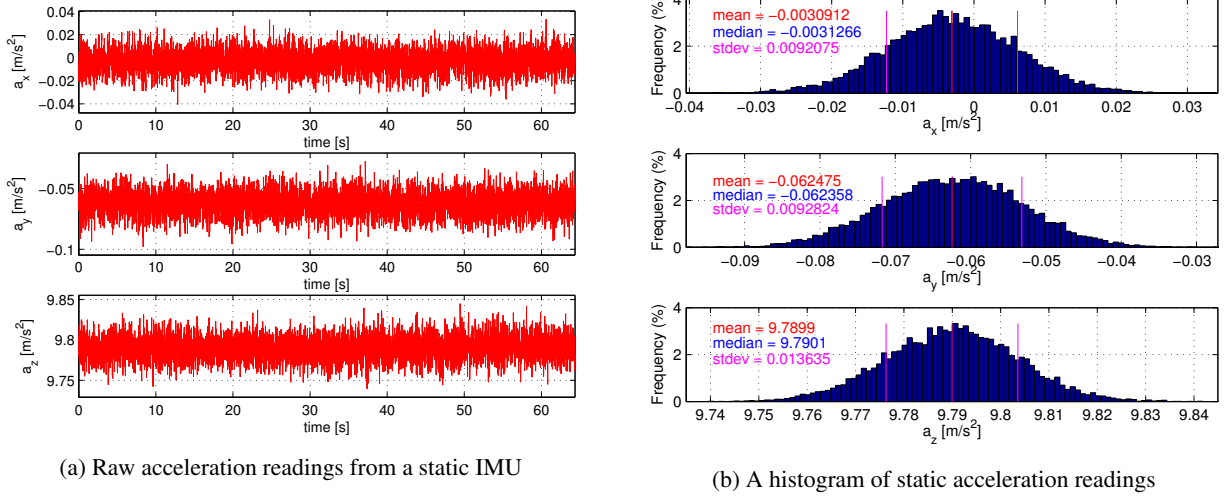 0.04
0.02
0
−0.02
−0.04
a_x [m/s²]
0 10 20 30 40 50 60
time [s]
−0.05
−0.1
a_y [m/s²]
0 10 20 30 40 50 60
time [s]
9.85
9.8
9.75
a_z [m/s²]
0 10 20 30 40 50 60
time [s]
(a) Raw acceleration readings from a static IMU
4
2
0
Frequency (%)
mean = −0.0030912
median = −0.0031266
stdev = 0.0092075
−0.04 −0.03 −0.02 −0.01 0 0.01 0.02 0.03
a_x [m/s²]
4
2
0
Frequency (%)
mean = −0.062475
median = −0.062358
stdev = 0.0092824
−0.09 −0.08 −0.07 −0.06 −0.05 −0.04 −0.03
a_y [m/s²]
4
2
0
Frequency (%)
mean = 9.7899
median = 9.7901
stdev = 0.013635
9.74 9.75 9.76 9.77 9.78 9.79 9.8 9.81 9.82 9.83 9.84
a_z [m/s²]
(b) A histogram of static acceleration readings